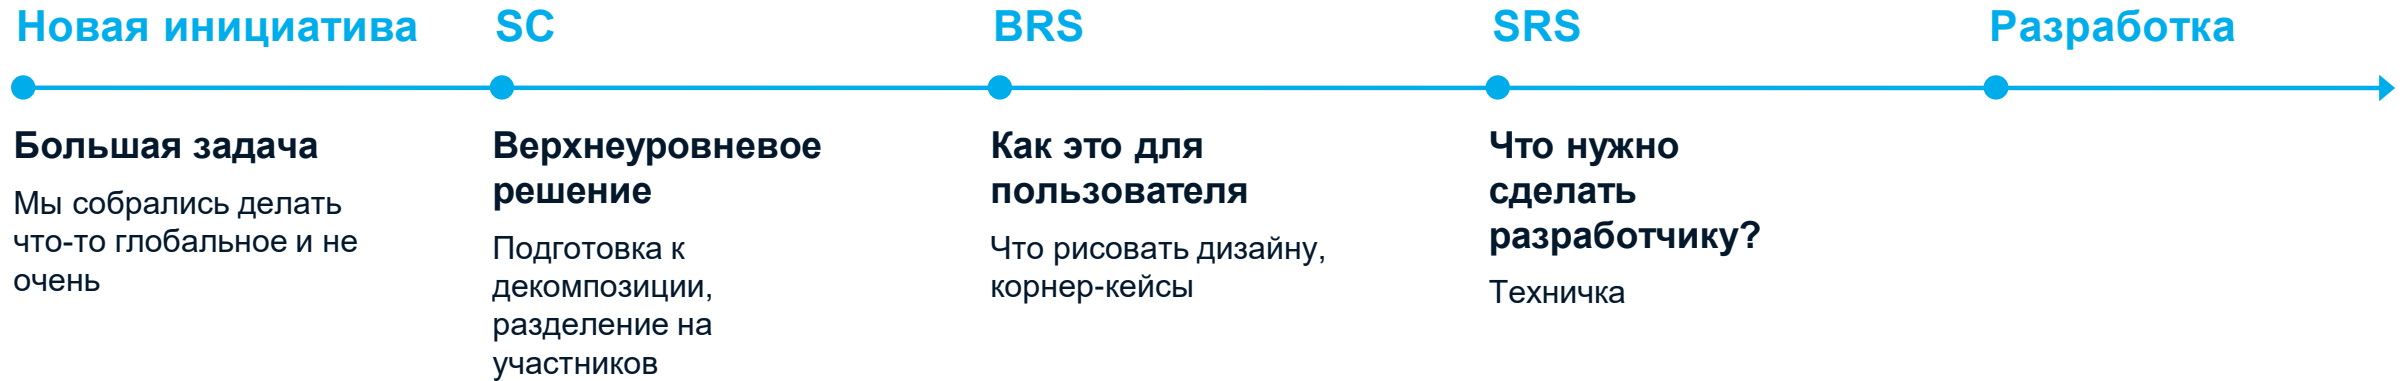 Новая инициатива
SC
BRS
SRS
Разработка
Большая задача
Мы собрались делать
что-то глобальное и не
очень
Верхнеуровневое
решение
Подготовка к
декомпозиции,
разделение на
участников
Как это для
пользователя
Что рисовать дизайну,
корнер-кейсы
Что нужно
сделать
разработчику?
Техничка